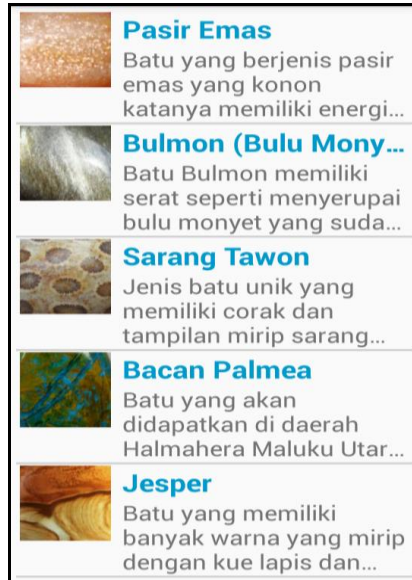 Pasir Emas
Batu yang berjenis pasir
emas yang konon
katanya memiliki energi...
Bulmon (Bulu Mony...
Batu Bulmon memiliki
serat seperti menyerupai
bulu monyet yang suda...
Sarang Tawon
Jenis batu unik yang
memiliki corak dan
tampilan mirip sarang...
Bacan Palmea
Batu yang akan
didapatkan di daerah
Halmahera Maluku Utar...
Jesper
Batu yang memiliki
banyak warna yang mirip
dengan kue lapis dan...